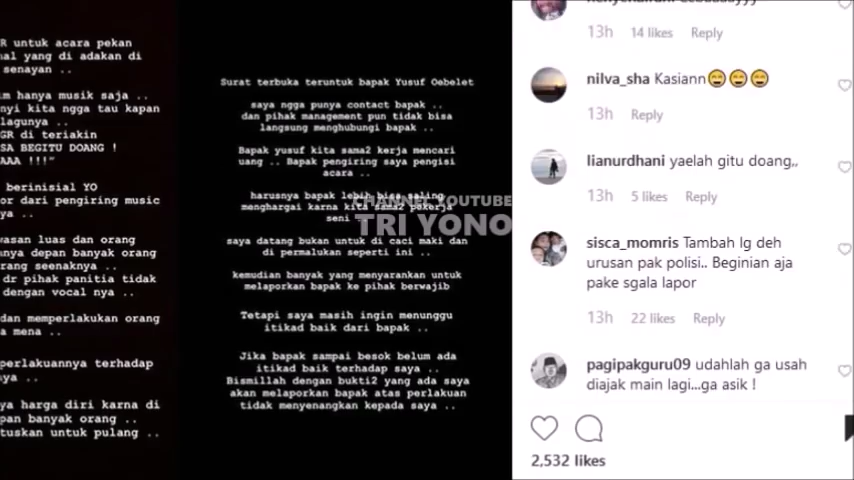 R untuk acara pekan
al yang di adakan di
senayan ..
m hanya musik saja ..
nyi kita ngga tau kapan
lagunya ..
GR di teriakin
SA BEGITU DOANG !
AAA !!!"
berinisial YO
or dari pengiring music
ya ..
asan luas dan orang
nya depan banyak orang
rang seenaknya ..
dr pihak panitia tidak
dengan vocal nya ..
dan memperlakukan orang
a mena ..
perlakuannya terhadap
ya ..
ya harga diri karna di
pan banyak orang ..
tuskan untuk pulang ..
Surat terbuka teruntuk bapak Yusuf Oebelet
saya ngga punya contact bapak ..
dan pihak management pun tidak bisa
langsung menghubungi bapak ..
Bapak yusuf kita sama2 kerja mencari
uang .. Bapak pengiring saya pengisi
acara ..
harusnya bapak lebih bisa saling
menghargai karna kita sama2 pekerja
seni ..
saya datang bukan untuk di caci maki dan
di permalukan seperti ini ..
kemudian banyak yang menyarankan untuk
melaporkan bapak ke pihak berwajib
Tetapi saya masih ingin menunggu
itikad baik dari bapak ..
Jika bapak sampai besok belum ada
itikad baik terhadap saya ..
Bismillah dengan bukti2 yang ada saya
akan melaporkan bapak atas perlakuan
tidak menyenangkan kepada saya ..
CHANNEL YOUTUBE
TRI YONO
13h 14 likes Reply
nilva_sha Kasiann😄😄😄
13h Reply
lianurdhani yaelah gitu doang,,
13h 5 likes Reply
sisca_momris Tambah lg deh
urusan pak polisi.. Beginian aja
pake sgala lapor
13h 22 likes Reply
pagipakguru09 udahlah ga usah
diajak main lagi...ga asik !
2,532 likes